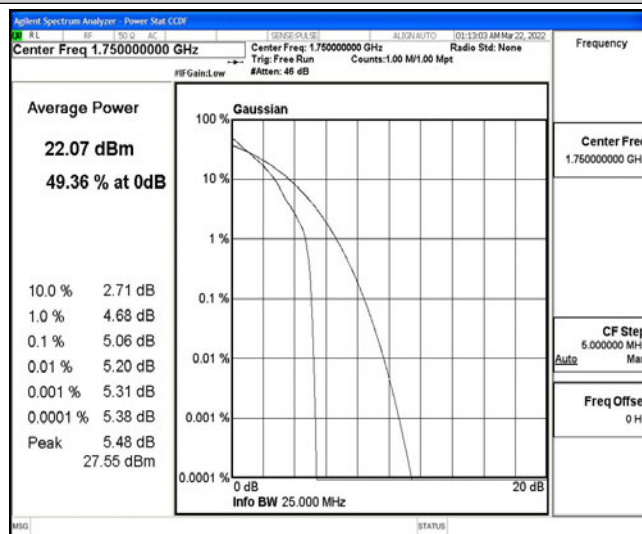 Agilent Spectrum Analyzer - Power Stat CCDF
RL RF 50 Ω AC SENSE:PULSE ALIGN AUTO 01:13:03 AM Mar 22, 2022
Center Freq 1.750000000 GHz
Center Freq: 1.750000000 GHz Radio Std: None
Trig: Free Run Counts:1.00 M/1.00 Mpt
#IFGain:Low #Atten: 46 dB
Frequency
Average Power
22.07 dBm
49.36 % at 0dB
10.0 % 2.71 dB
1.0 % 4.68 dB
0.1 % 5.06 dB
0.01 % 5.20 dB
0.001 % 5.31 dB
0.0001 % 5.38 dB
Peak 5.48 dB
27.55 dBm
Gaussian
100 %
10 %
1 %
0.1 %
0.01 %
0.001 %
0.0001 %
0 dB 20 dB
Info BW 25.000 MHz
Center Fre
1.750000000 GH
CF Step
5.000000 MH
Auto Ma
Freq Offse
0 H
MSG STATUS